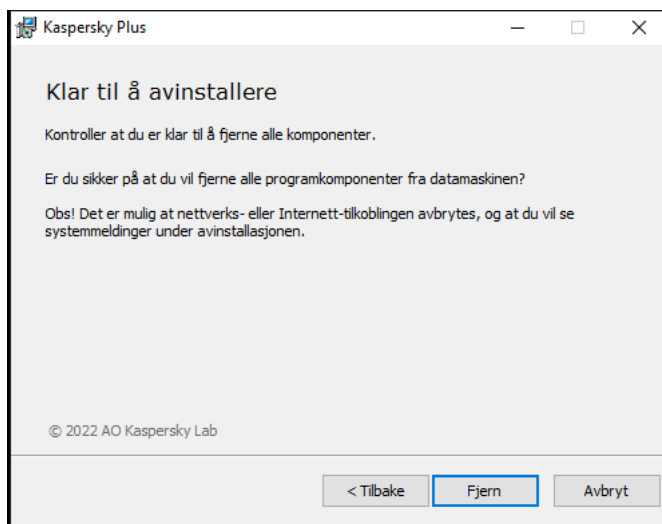 Kaspersky Plus
Klar til å avinstallere
Kontroller at du er klar til å fjerne alle komponenter.
Er du sikker på at du vil fjerne alle programkomponenter fra datamaskinen?
Obs! Det er mulig at nettverks- eller Internett-tilkoblingen avbrytes, og at du vil se
systemmeldinger under avinstallasjonen.
© 2022 AO Kaspersky Lab
< Tilbake
Fjern
Avbryt